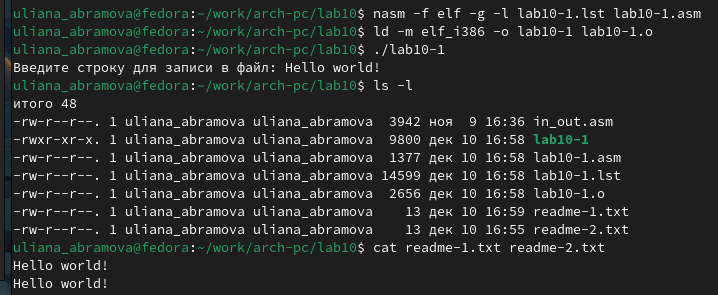 uliana_abramova@fedora:~/work/arch-pc/lab10$ nasm -f elf -g -l lab10-1.lst lab10-1.asm
uliana_abramova@fedora:~/work/arch-pc/lab10$ ld -m elf_i386 -o lab10-1 lab10-1.o
uliana_abramova@fedora:~/work/arch-pc/lab10$ ./lab10-1
Введите строку для записи в файл: Hello world!
uliana_abramova@fedora:~/work/arch-pc/lab10$ ls -l
итого 48
-rw-r--r--. 1 uliana_abramova uliana_abramova  3942 ноя  9 16:36 in_out.asm
-rwxr-xr-x. 1 uliana_abramova uliana_abramova  9800 дек 10 16:58 lab10-1
-rw-r--r--. 1 uliana_abramova uliana_abramova  1377 дек 10 16:58 lab10-1.asm
-rw-r--r--. 1 uliana_abramova uliana_abramova 14599 дек 10 16:58 lab10-1.lst
-rw-r--r--. 1 uliana_abramova uliana_abramova  2656 дек 10 16:58 lab10-1.o
-rw-r--r--. 1 uliana_abramova uliana_abramova    13 дек 10 16:59 readme-1.txt
-rw-r--r--. 1 uliana_abramova uliana_abramova    13 дек 10 16:55 readme-2.txt
uliana_abramova@fedora:~/work/arch-pc/lab10$ cat readme-1.txt readme-2.txt
Hello world!
Hello world!